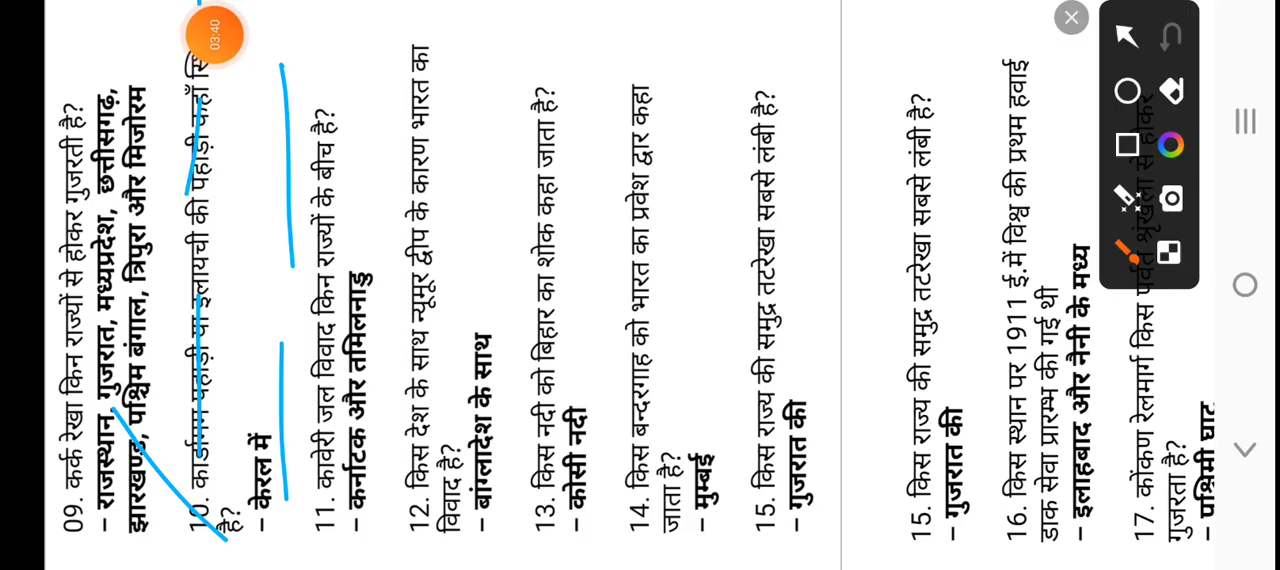 09. कर्क रेखा किन राज्यों से होकर गुजरती है?
– राजस्थान, गुजरात, मध्यप्रदेश, छत्तीसगढ़,
झारखण्ड, पश्चिम बंगाल, त्रिपुरा और मिजोरम
10. कार्डामम पहाड़ी या इलायची की पहाड़ी कहाँ
है?
– केरल में
11. कावेरी जल विवाद किन राज्यों के बीच है?
– कर्नाटक और तमिलनाडु
12. किस देश के साथ न्यूमूर द्वीप के कारण भारत का
विवाद है?
– बांग्लादेश के साथ
13. किस नदी को बिहार का शोक कहा जाता है?
– कोसी नदी
14. किस बन्दरगाह को भारत का प्रवेश द्वार कहा
जाता है?
– मुम्बई
15. किस राज्य की समुद्र तटरेखा सबसे लंबी है?
– गुजरात की
15. किस राज्य की समुद्र तटरेखा सबसे लंबी है?
– गुजरात की
16. किस स्थान पर 1911 ई.में विश्व की प्रथम हवाई
डाक सेवा प्रारम्भ की गई थी
– इलाहबाद और नैनी के मध्य
17. कोंकण रेलमार्ग किस पर्वत श्रृंखला से होकर
गुजरता है?
– पश्चिमी घाट
03:40